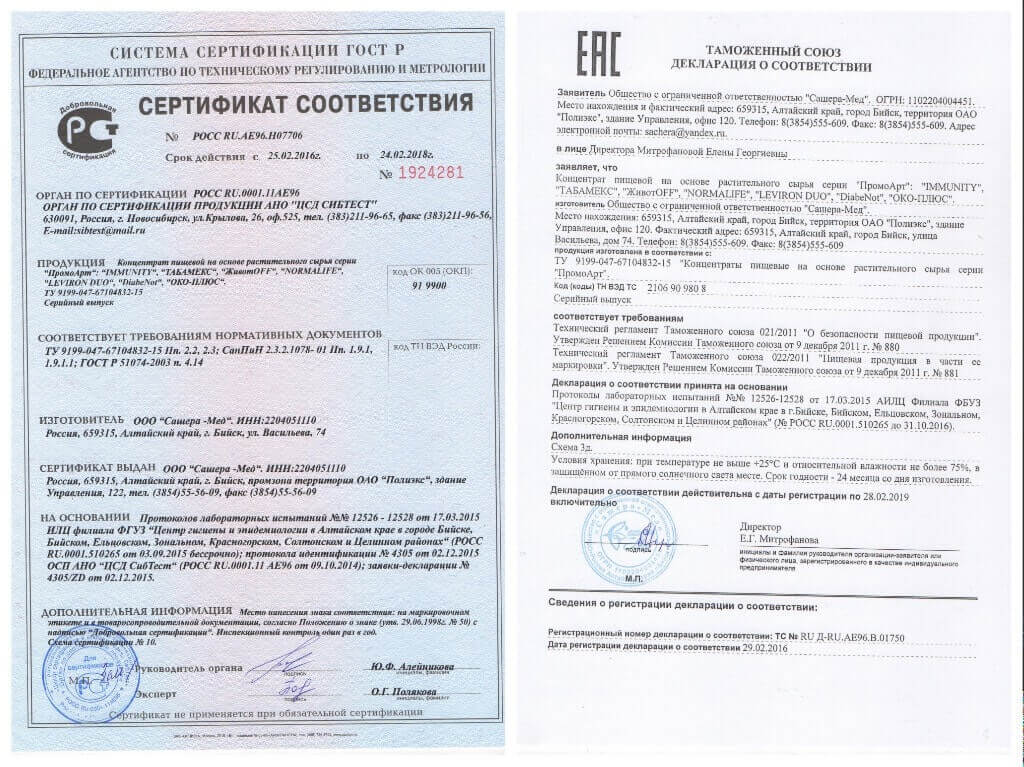 СИСТЕМА СЕРТИФИКАЦИИ ГОСТ Р
ФЕДЕРАЛЬНОЕ АГЕНТСТВО ПО ТЕХНИЧЕСКОМУ РЕГУЛИРОВАНИЮ И МЕТРОЛОГИИ
Добровольная
сертификация
СЕРТИФИКАТ СООТВЕТСТВИЯ
№ РОСС RU.АЕ96.Н07706
Срок действия с 25.02.2016г. по 24.02.2018г.
№ 1924281
ОРГАН ПО СЕРТИФИКАЦИИ РОСС RU.0001.11АЕ96
ОРГАН ПО СЕРТИФИКАЦИИ ПРОДУКЦИИ АНО "ЦСД СИБТЕСТ"
630091, Россия, г. Новосибирск, ул.Крылова, 26, оф.525, тел. (383)211-96-65, факс (383)211-96-56,
E-mail:xibtest@mail.ru
ПРОДУКЦИЯ Концентрат пищевой на основе растительного сырья серии
"ПромоАрт": "IMMUNITY", "ТАБАМЕКС", "ЖивотOFF", "NORMALIFE",
"LEVIRON DUO", "DiabeNot", "ОКО-ПЛЮС".
ТУ 9199-047-67104832-15
Серийный выпуск
код ОК 005 (ОКП):
91 9900
СООТВЕТСТВУЕТ ТРЕБОВАНИЯМ НОРМАТИВНЫХ ДОКУМЕНТОВ
ТУ 9199-047-67104832-15 Пп. 2.2, 2.3; СанПиН 2.3.2.1078- 01 Пп. 1.9.1,
1.9.1.1; ГОСТ Р 51074-2003 п. 4.14
код ТН ВЭД России:
ИЗГОТОВИТЕЛЬ ООО "Сашера -Мед". ИНН:2204051110
Россия, 659315, Алтайский край, г. Бийск, ул. Васильева, 74
СЕРТИФИКАТ ВЫДАН ООО "Сашера -Мед". ИНН:2204051110
Россия, 659315, Алтайский край, г. Бийск, промзона территория ОАО "Полиэкс", здание
Управления, 122, тел. (3854)55-56-09, факс (3854)55-56-09
НА ОСНОВАНИИ Протоколов лабораторных испытаний №№ 12526 - 12528 от 17.03.2015
ИЛЦ филиала ФГУЗ "Центр гигиены и эпидемиологии в Алтайском крае в городе Бийске,
Бийском, Ельцовском, Зональном, Красногорском, Солтонском и Целинном районах" (РОСС
RU.0001.510265 от 03.09.2015 бессрочно); протокола идентификации № 4305 от 02.12.2015
ОСП АНО "ЦСД СибТест" (РОСС RU.0001.11 АЕ96 от 09.10.2014); заявки-декларации №
4305/ZD от 02.12.2015.
ДОПОЛНИТЕЛЬНАЯ ИНФОРМАЦИЯ Место нанесения знака соответствия: на маркировочном
этикете и в товаросопроводительной документации, согласно Положению о знаке (утв. 29.06.1998г. № 50) с
надписью "Добровольная сертификации". Инспекционный контроль один раз в год.
Схема сертификации № 10.
Для
сертификатов
М.П.
Руководитель органа
подпись
Ю.Ф. Алейникова
инициалы, фамилия
Эксперт
подпись
О.Г. Полякова
инициалы, фамилия
Сертификат не применяется при обязательной сертификации
EAC
ТАМОЖЕННЫЙ СОЮЗ
ДЕКЛАРАЦИЯ О СООТВЕТСТВИИ
Заявитель Общество с ограниченной ответственностью "Сашера-Мед". ОГРН: 1102204004451.
Место нахождения и фактический адрес: 659315, Алтайский край, город Бийск, территория ОАО
"Полиэкс", здание Управления, офис 120. Телефон: 8(3854)555-609. Факс: 8(3854)555-609. Адрес
электронной почты: sachera@yandex.ru.
в лице Директора Митрофановой Елены Георгиевны
заявляет, что
Концентрат пищевой на основе растительного сырья серии "ПромоАрт": "IMMUNITY",
"ТАБАМЕКС", "ЖивотOFF", "NORMALIFE", "LEVIRON DUO", "DiabeNot", "ОКО-ПЛЮС".
изготовитель Общество с ограниченной ответственностью "Сашера-Мед".
Место нахождения: 659315, Алтайский край, город Бийск, территория ОАО "Полиэкс", здание
Управления, офис 120. Фактический адрес: 659315, Алтайский край, город Бийск, улица
Васильева, дом 74. Телефон: 8(3854)555-609. Факс: 8(3854)555-609.
продукция изготовлена в соответствии с:
ТУ 9199-047-67104832-15 "Концентраты пищевые на основе растительного сырья серии
"ПромоАрт".
Код (коды) ТН ВЭД ТС 2106 90 980 8
Серийный выпуск
соответствует требованиям
Технический регламент Таможенного союза 021/2011 "О безопасности пищевой продукции".
Утвержден Решением Комиссии Таможенного союза от 9 декабря 2011 г. № 880
Технический регламент Таможенного союза 022/2011 "Пищевая продукция в части ее
маркировки". Утвержден Решением Комиссии Таможенного союза от 9 декабря 2011 г. № 881
Декларация о соответствии принята на основании
Протоколы лабораторных испытаний №№ 12526-12528 от 17.03.2015 АИЛЦ Филиала ФБУЗ
"Центр гигиены и эпидемиологии в Алтайском крае в г.Бийске, Бийском, Ельцовском, Зональном,
Красногорском, Солтонском и Целинном районах" (№ РОСС RU.0001.510265 до 31.10.2016).
Дополнительная информация
Схема 3д.
Условия хранения: при температуре не выше +25°С и относительной влажности не более 75%, в
защищённом от прямого солнечного света месте. Срок годности - 24 месяца со дня изготовления.
Декларация о соответствии действительна с даты регистрации по 28.02.2019
включительно
подпись
М.П.
Директор
Е.Г. Митрофанова
инициалы и фамилия руководителя организации-заявителя или
физического лица, зарегистрированного в качестве индивидуального
предпринимателя
Сведения о регистрации декларации о соответствии:
Регистрационный номер декларации о соответствии: ТС № RU Д-RU.АЕ96.В.01750
Дата регистрации декларации о соответствии 29.02.2016